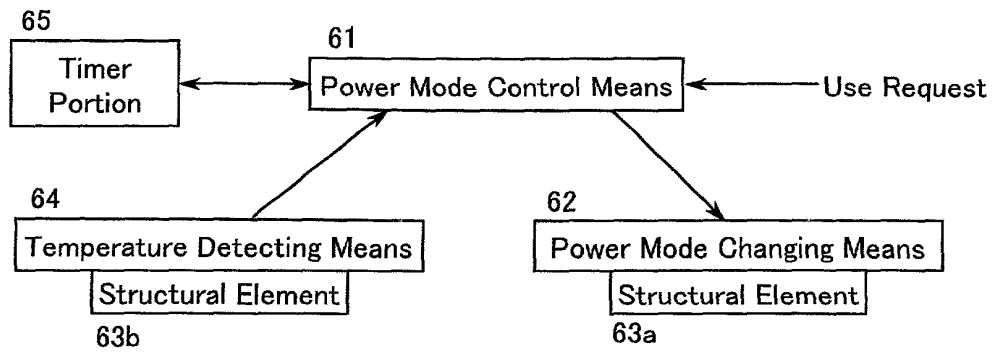 65
Timer
Portion
61
Power Mode Control Means
Use Request
64
Temperature Detecting Means
Structural Element
63b
62
Power Mode Changing Means
Structural Element
63a